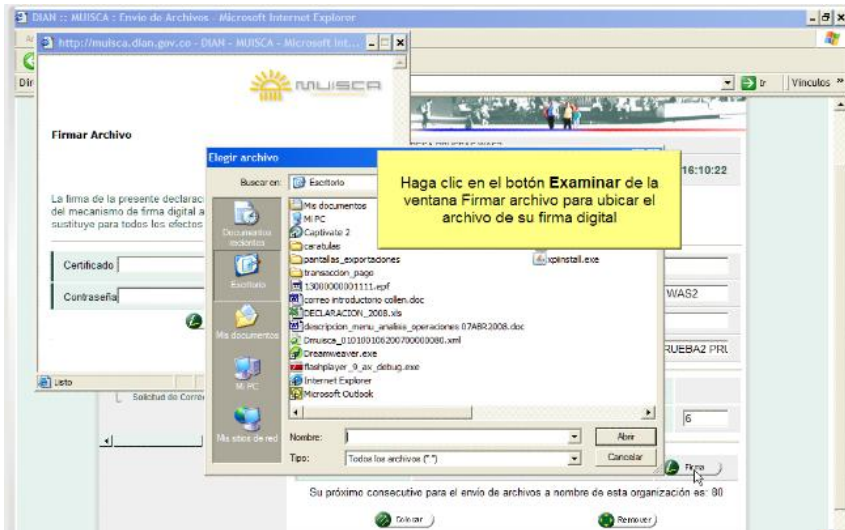 DIAN :: MUISCA : Envio de Archivos - Microsoft Internet Explorer
http://muisca.dian.gov.co - DIAN - MUISCA - Microsoft Int...
Dir
Ir
Vínculos »
MUISCA
Firmar Archivo
16:10:22
La firma de la presente declarac
del mecanismo de firma digital a
sustituye para todos los efectos
Certificado
Contraseña
Listo
Solicitud de Corre
Elegir archivo
Buscar en:
Escritorio
Documentos
recientes
Escritorio
Mis documentos
Mi PC
Mis sitios de red
Mis documentos
Mi PC
Captivate 2
caratulas
pantallas_exportaciones
transaccion_pago
13000000001111.epf
correo introductorio collen.doc
DECLARACION_2008.xls
descripcion_menu_analisis_operaciones 07ABR2008.doc
Dmuisca_010100106200700000080.xml
Dreamweaver.exe
flashplayer_9_ax_debug.exe
Internet Explorer
Microsoft Outlook
xpinstall.exe
Nombre:
Abrir
Tipo:
Todos los archivos (*.*)
Cancelar
Haga clic en el botón Examinar de la
ventana Firmar archivo para ubicar el
archivo de su firma digital
WAS2
RUEBA2 PRU
6
Firma
Su próximo consecutivo para el envio de archivos a nombre de esta organización es: 80
Colocar
Remover